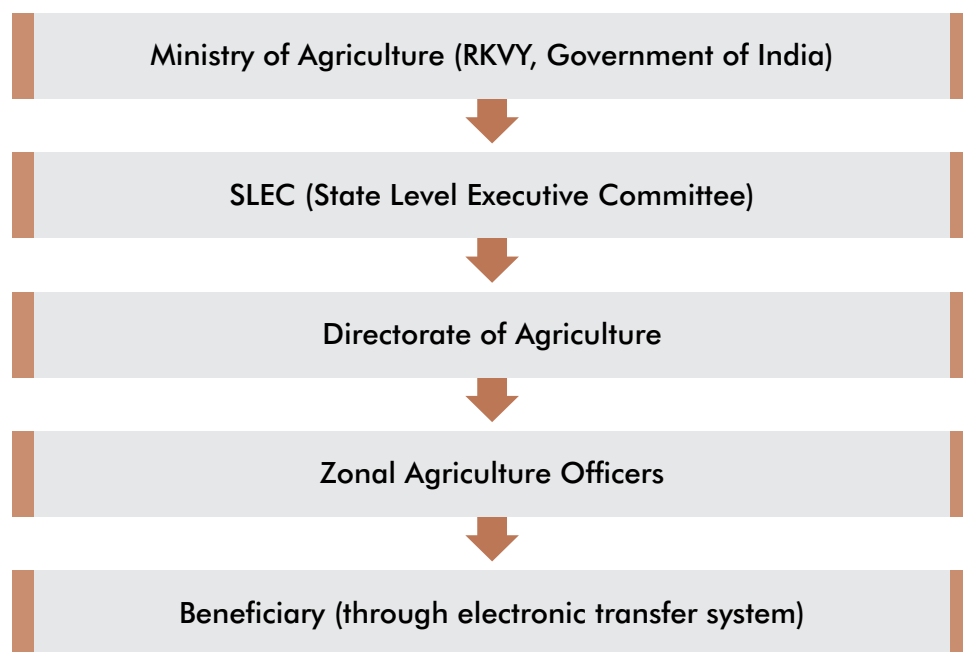 Ministry of Agriculture (RKVY, Government of India)
SLEC (State Level Executive Committee)
Directorate of Agriculture
Zonal Agriculture Officers
Beneficiary (through electronic transfer system)